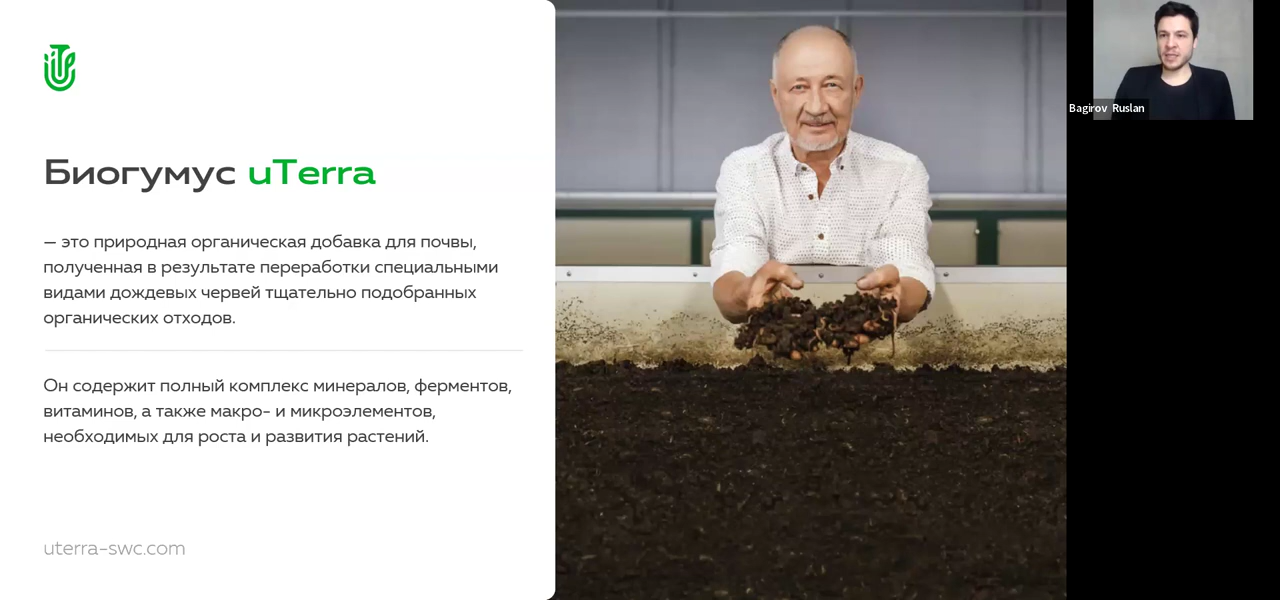 Биогумус uTerra
— это природная органическая добавка для почвы,
полученная в результате переработки специальными
видами дождевых червей тщательно подобранных
органических отходов.
Он содержит полный комплекс минералов, ферментов,
витаминов, а также макро- и микроэлементов,
необходимых для роста и развития растений.
uterra-swc.com
Bagirov Ruslan